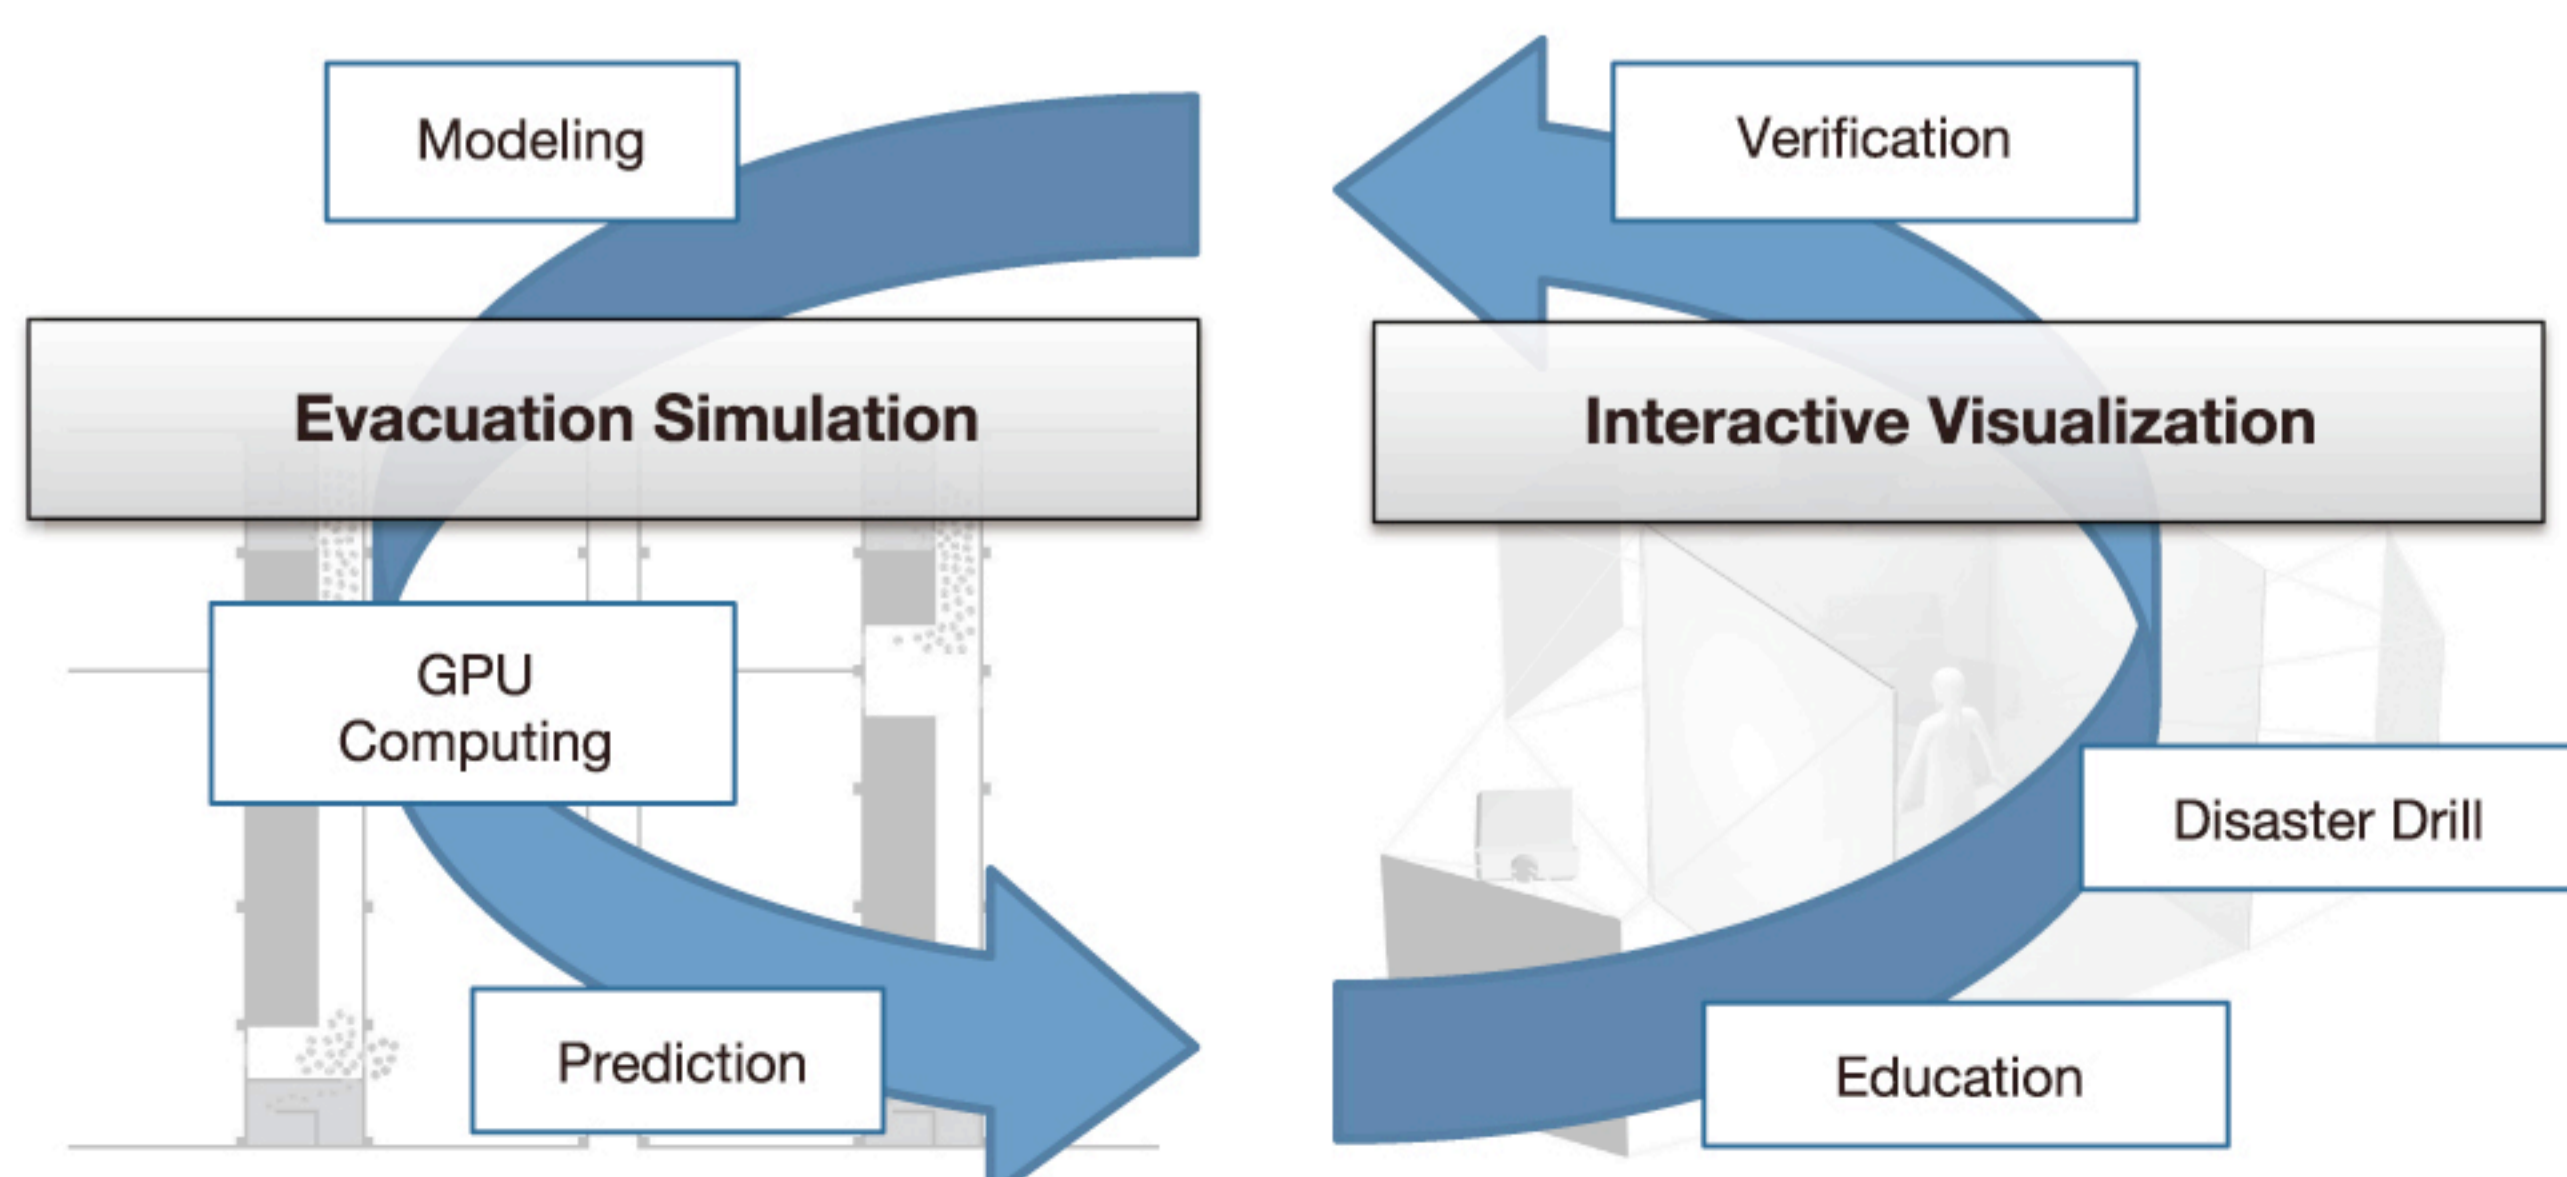 Modeling
Verification
Evacuation Simulation
Interactive Visualization
GPU
Computing
Disaster Drill
Prediction
Education